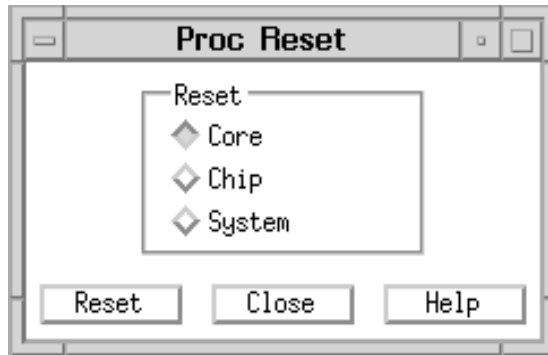 Proc Reset
Reset
Core
Chip
System
Reset Close Help